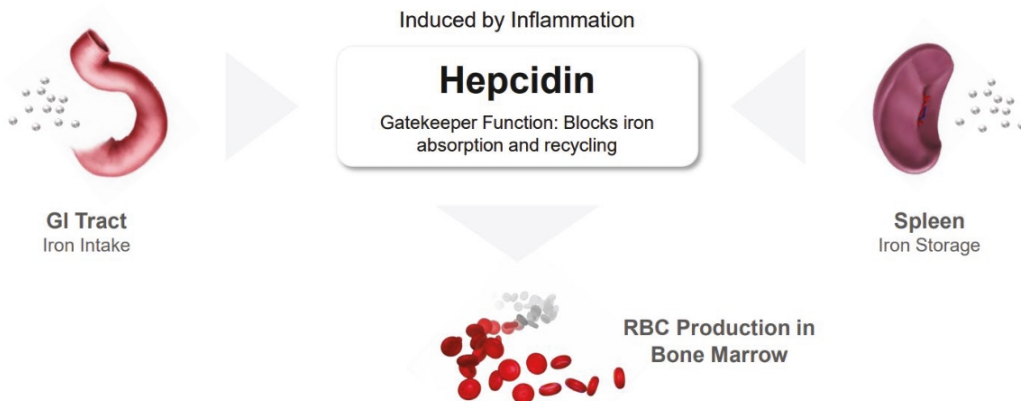 Induced by Inflammation
Hepcidin
Gatekeeper Function: Blocks iron
absorption and recycling
GI Tract
Iron Intake
Spleen
Iron Storage
RBC Production in
Bone Marrow